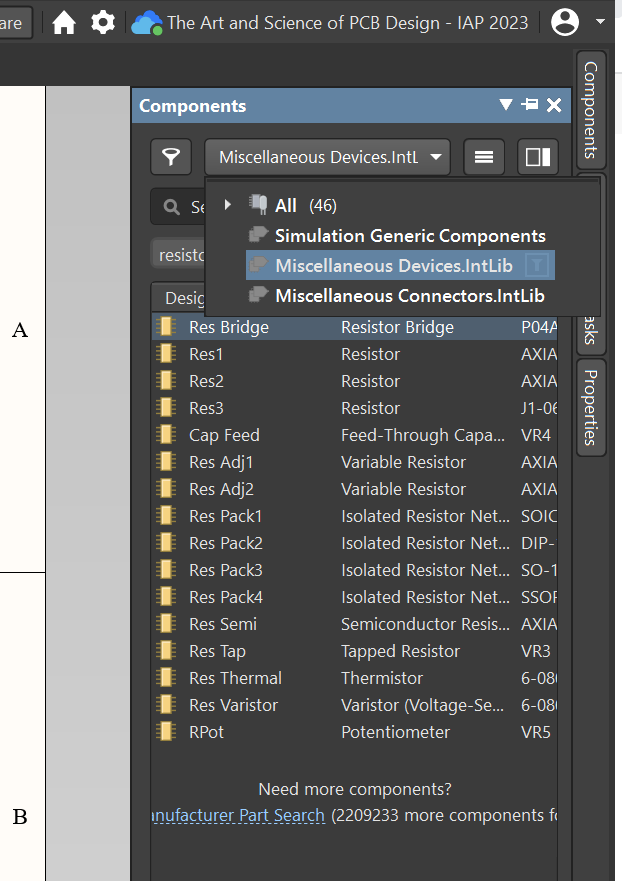 are The Art and Science of PCB Design - IAP 2023
Components
Components
Miscellaneous Devices.IntL
All (46)
Simulation Generic Components
Miscellaneous Devices.IntLib
Miscellaneous Connectors.IntLib
Se
resisto
Desig
Res Bridge Resistor Bridge P04A
Res1 Resistor AXIA
Res2 Resistor AXIA
Res3 Resistor J1-06
Cap Feed Feed-Through Capa... VR4
Res Adj1 Variable Resistor AXIA
Res Adj2 Variable Resistor AXIA
Res Pack1 Isolated Resistor Net... SOIC
Res Pack2 Isolated Resistor Net... DIP-
Res Pack3 Isolated Resistor Net... SO-1
Res Pack4 Isolated Resistor Net... SSOP
Res Semi Semiconductor Resis... AXIA
Res Tap Tapped Resistor VR3
Res Thermal Thermistor 6-080
Res Varistor Varistor (Voltage-Se... 6-080
RPot Potentiometer VR5
Need more components?
anufacturer Part Search (2209233 more components fo
asks
Properties
A
B